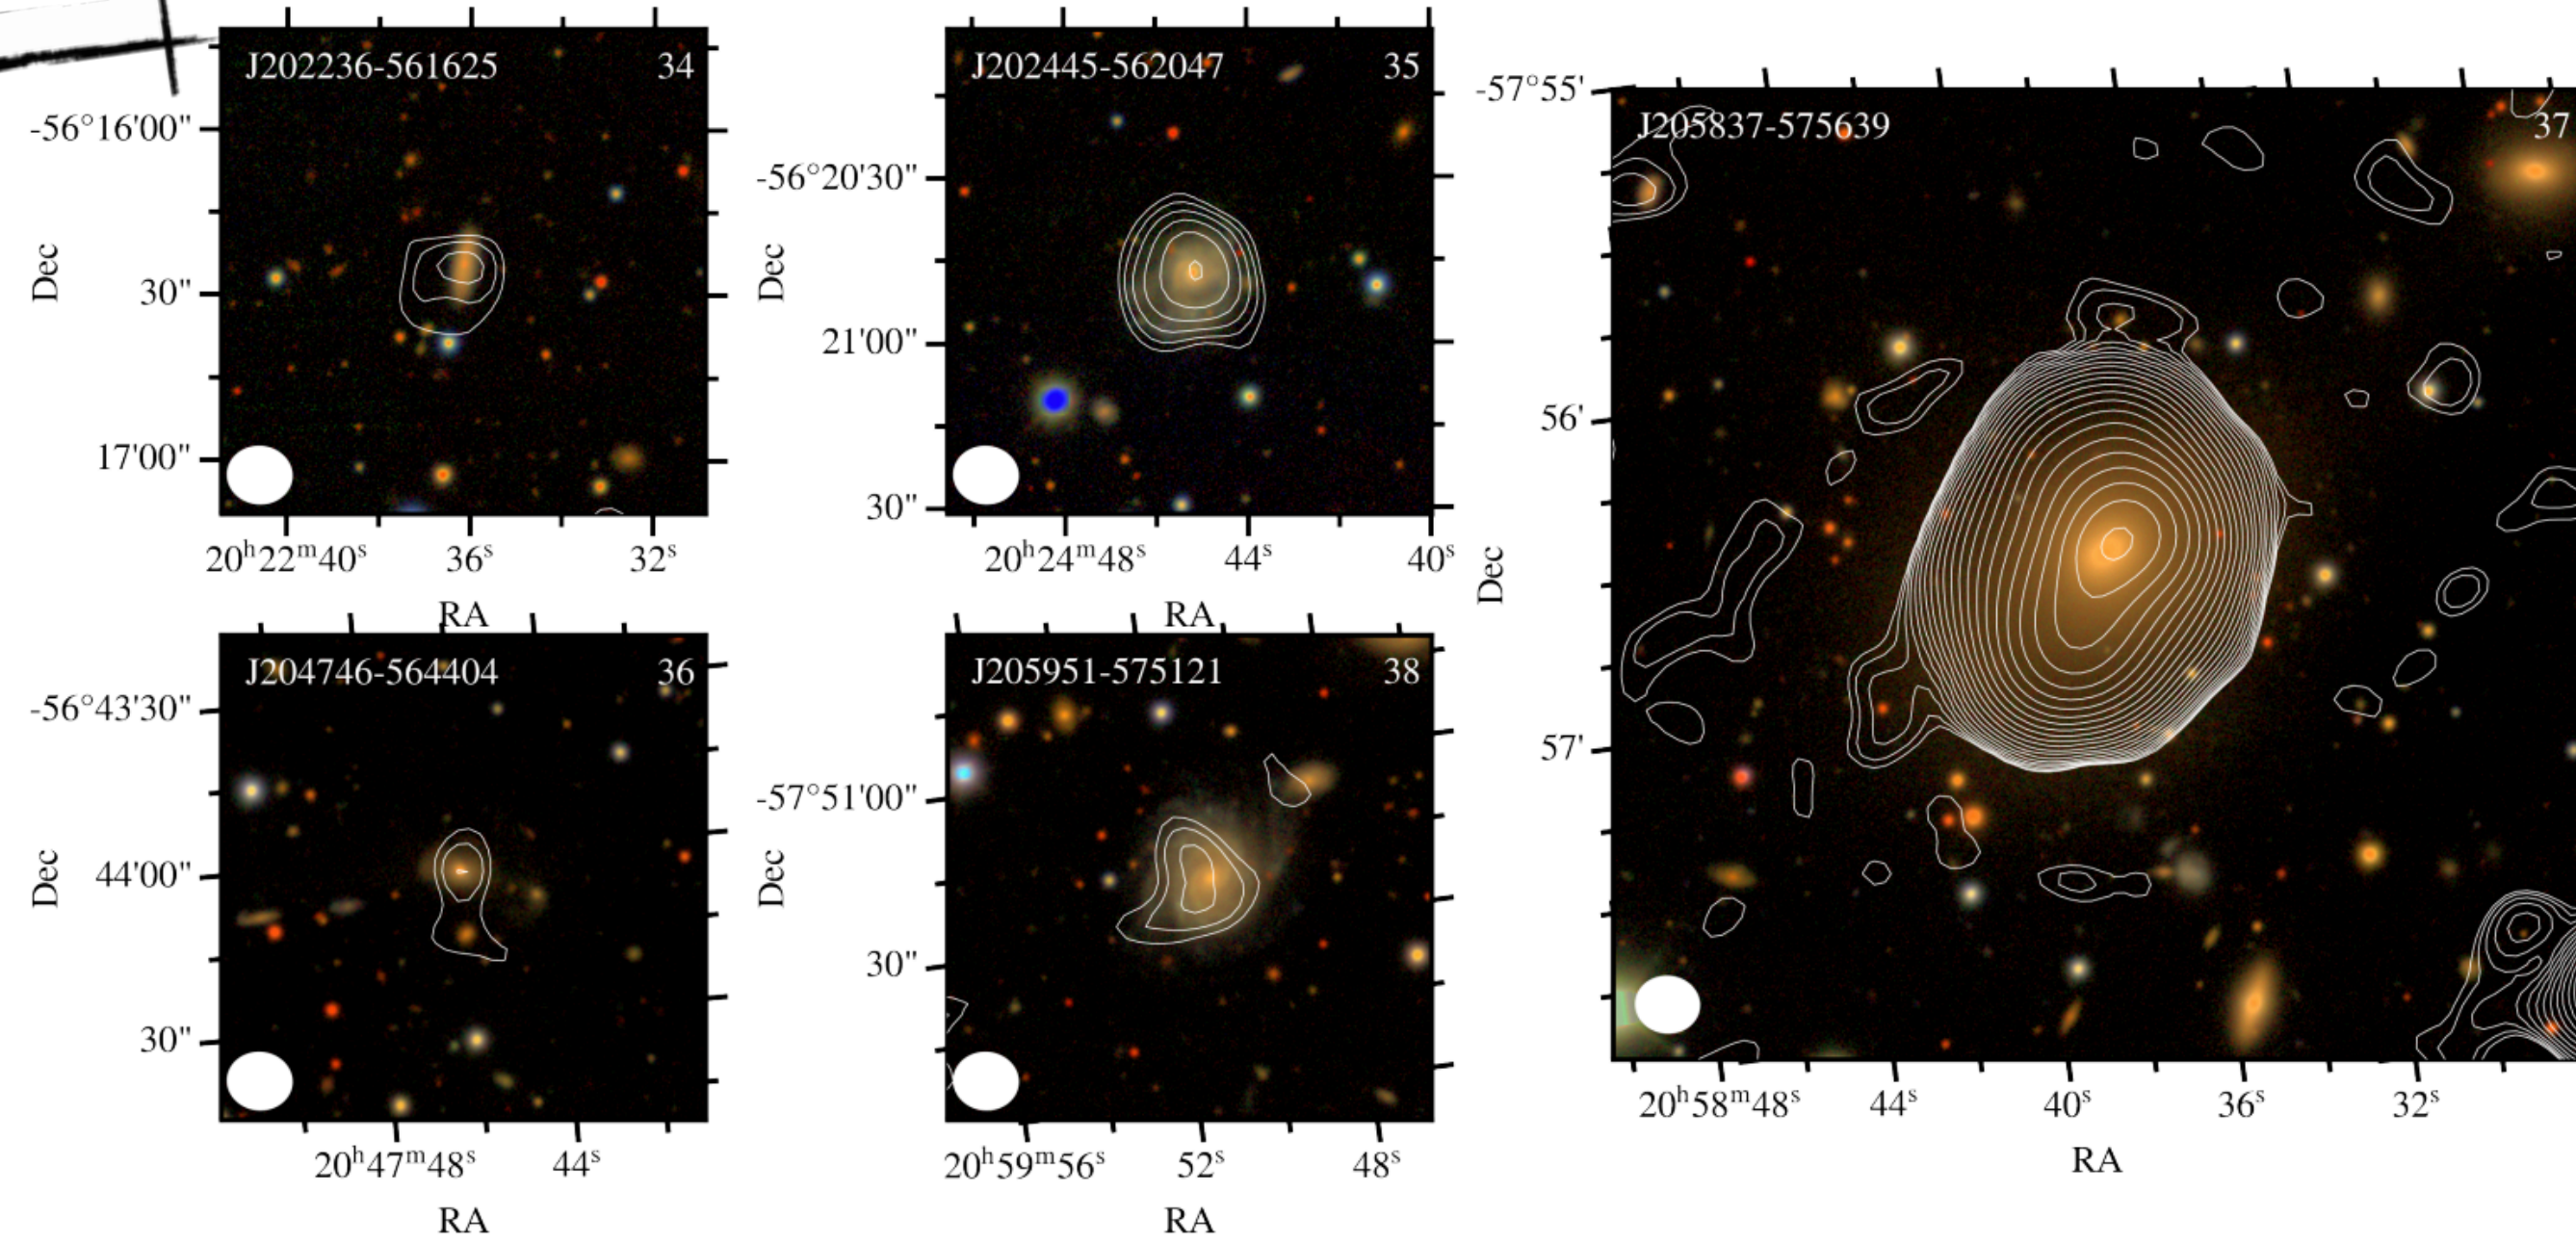 J202236-561625 34
-56°16'00"
30"
17'00"
Dec
20ʰ22ᵐ40ˢ 36ˢ 32ˢ
RA
J202445-562047 35
-56°20'30"
21'00"
30"
Dec
20ʰ24ᵐ48ˢ 44ˢ 40ˢ
RA
J205837-575639 37
-57°55'
56'
57'
Dec
20ʰ58ᵐ48ˢ 44ˢ 40ˢ 36ˢ 32ˢ
RA
J204746-564404 36
-56°43'30"
44'00"
30"
Dec
20ʰ47ᵐ48ˢ 44ˢ
RA
J205951-575121 38
-57°51'00"
30"
Dec
20ʰ59ᵐ56ˢ 52ˢ 48ˢ
RA